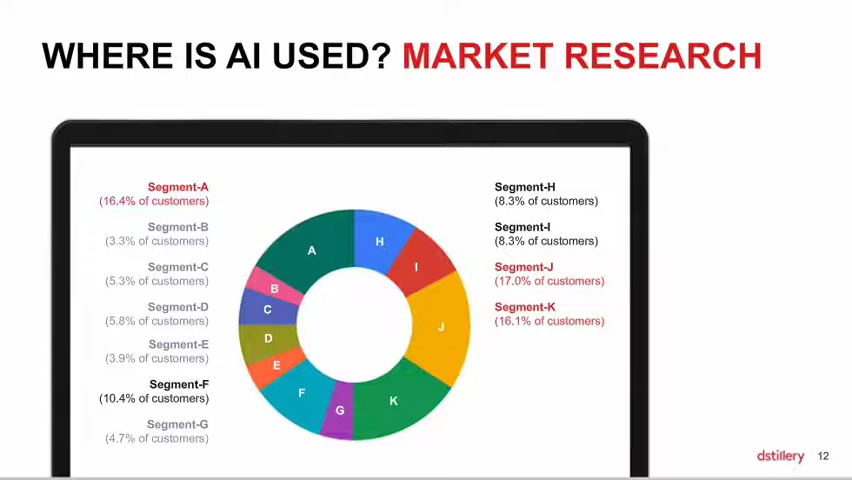 WHERE IS AI USED? MARKET RESEARCH
Segment-A
(16.4% of customers)
Segment-B
(3.3% of customers)
Segment-C
(5.3% of customers)
Segment-D
(5.8% of customers)
Segment-E
(3.9% of customers)
Segment-F
(10.4% of customers)
Segment-G
(4.7% of customers)
A
B
C
D
E
F
G
H
I
J
K
Segment-H
(8.3% of customers)
Segment-I
(8.3% of customers)
Segment-J
(17.0% of customers)
Segment-K
(16.1% of customers)
dstillery 12